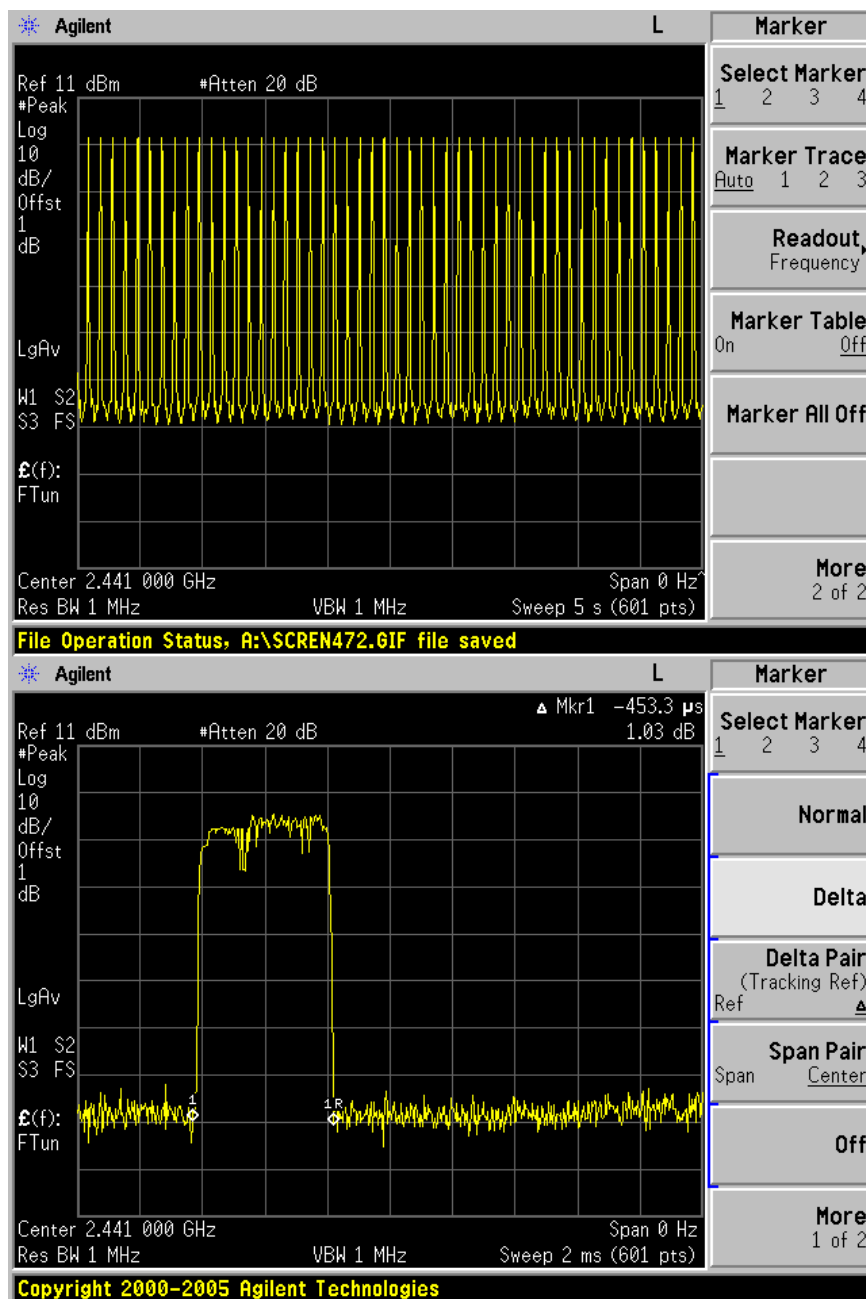 Agilent L Marker
Ref 11 dBm #Atten 20 dB
#Peak
Log
10
dB/
Offst
1
dB
LgAv
W1 S2
S3 FS
£(f):
FTun
Center 2.441 000 GHz Span 0 Hz^
Res BW 1 MHz VBW 1 MHz Sweep 5 s (601 pts)
File Operation Status, A:\SCREN472.GIF file saved
Select Marker
1 2 3 4
Marker Trace
Auto 1 2 3
Readout
Frequency
Marker Table
On Off
Marker All Off
More
2 of 2
Agilent L Marker
Δ Mkr1 -453.3 µs
Ref 11 dBm #Atten 20 dB 1.03 dB
#Peak
Log
10
dB/
Offst
1
dB
LgAv
W1 S2
S3 FS
£(f):
FTun
1
1R
Center 2.441 000 GHz Span 0 Hz
Res BW 1 MHz VBW 1 MHz Sweep 2 ms (601 pts)
Copyright 2000-2005 Agilent Technologies
Select Marker
1 2 3 4
Normal
Delta
Delta Pair
(Tracking Ref)
Ref Δ
Span Pair
Span Center
Off
More
1 of 2